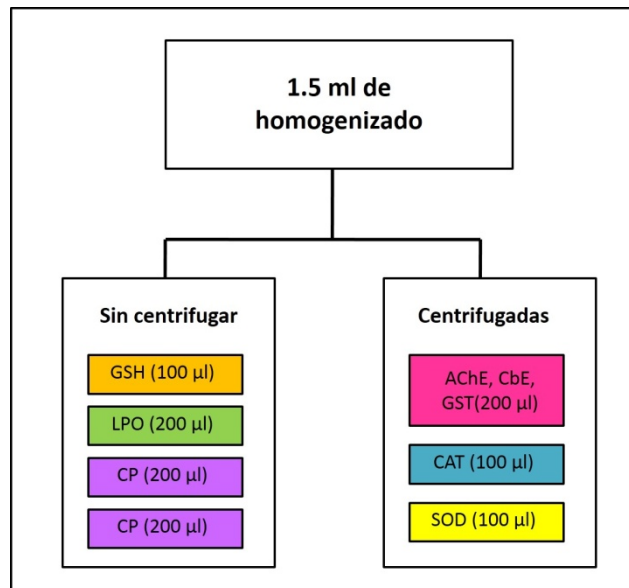 1.5 ml de
homogenizado
Sin centrifugar
GSH (100 µl)
LPO (200 µl)
CP (200 µl)
CP (200 µl)
Centrifugadas
AChE, CbE,
GST(200 µl)
CAT (100 µl)
SOD (100 µl)